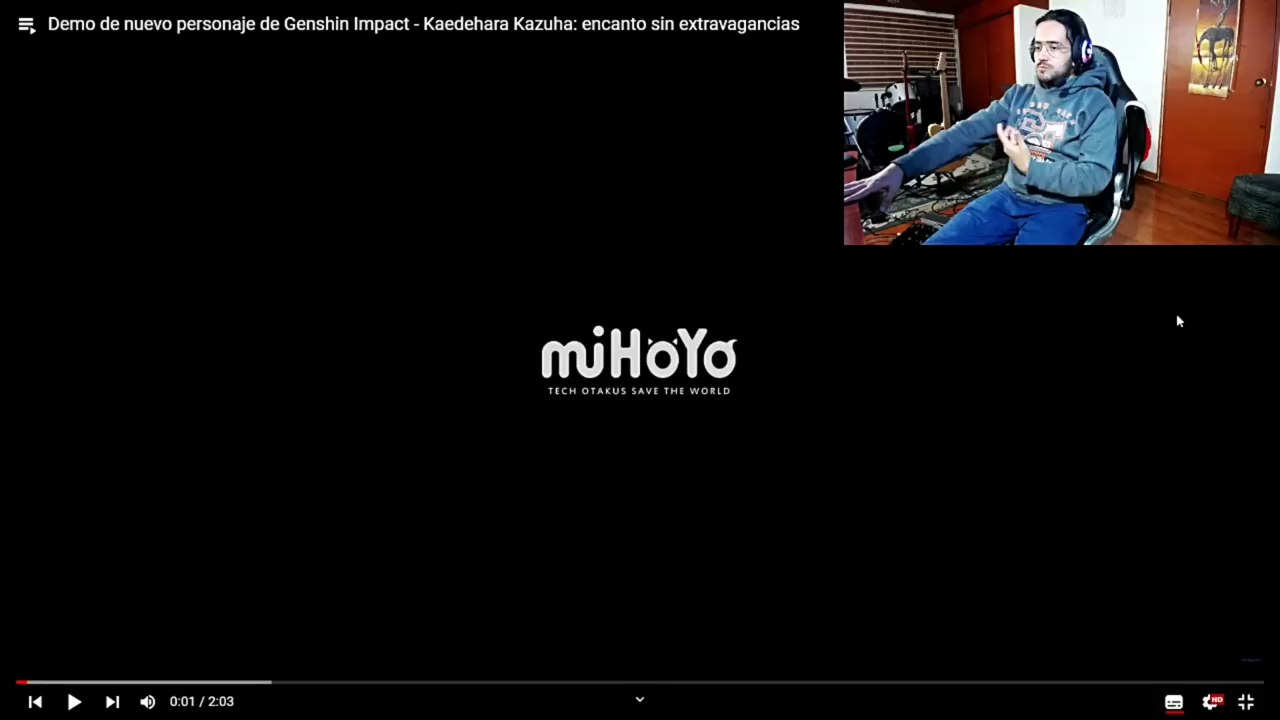 Demo de nuevo personaje de Genshin Impact - Kaedehara Kazuha: encanto sin extravagancias
miHoYo
TECH OTAKUS SAVE THE WORLD
0:01 / 2:03
HD